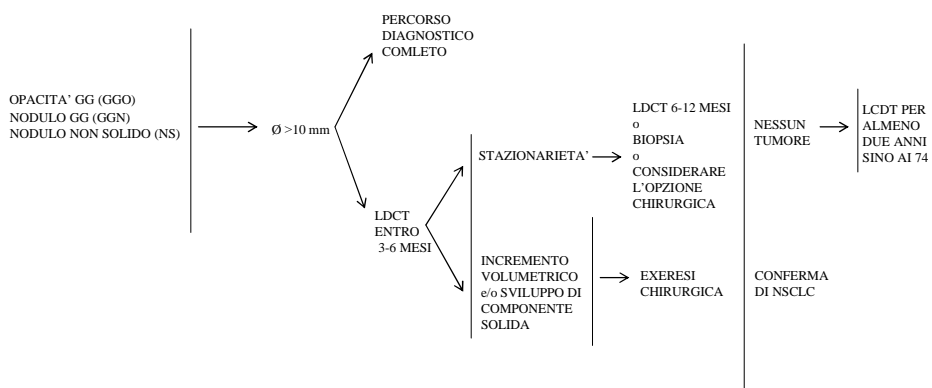 PERCORSO
DIAGNOSTICO
COMLETO
OPACITA’ GG (GGO)
NODULO GG (GGN)
NODULO NON SOLIDO (NS)
Ø >10 mm
LDCT
ENTRO
3-6 MESI
STAZIONARIETA’
LDCT 6-12 MESI
o
BIOPSIA
o
CONSIDERARE
L’OPZIONE
CHIRURGICA
NESSUN
TUMORE
LCDT PER
ALMENO
DUE ANNI
SINO AI 74
INCREMENTO
VOLUMETRICO
e/o SVILUPPO DI
COMPONENTE
SOLIDA
EXERESI
CHIRURGICA
CONFERMA
DI NSCLC